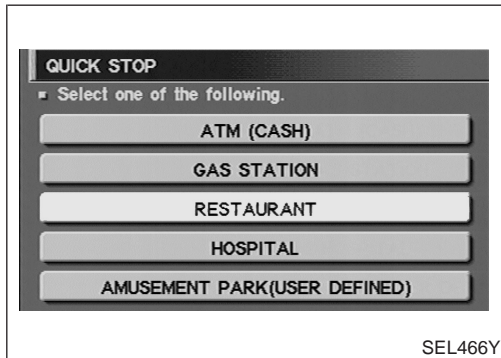 QUICK STOP
Select one of the following.
ATM (CASH)
GAS STATION
RESTAURANT
HOSPITAL
AMUSEMENT PARK(USER DEFINED)
SEL466Y